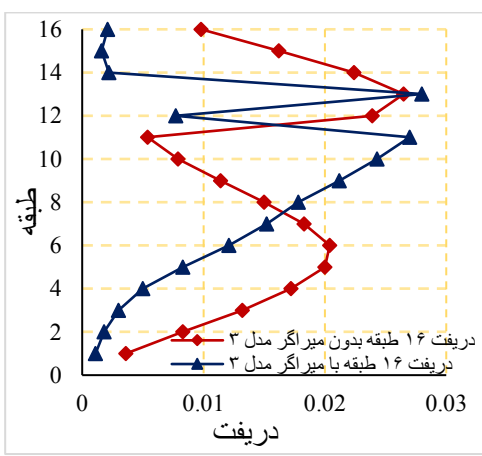 16
14
12
10
8
6
4
2
0
طبقه
دریفت ۱۶ طبقه بدون میراگر مدل ۳
دریفت ۱۶ طبقه با میراگر مدل ۳
0 0.01 0.02 0.03
دریفت